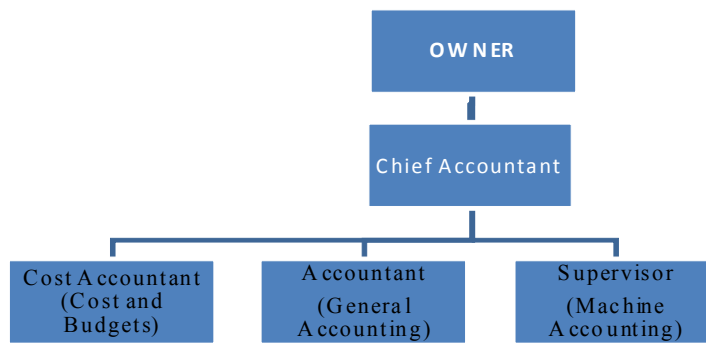 OWNER
Chief Accountant
Cost Accountant
(Cost and
Budgets)
Accountant
(General
Accounting)
Supervisor
(Machine
Accounting)